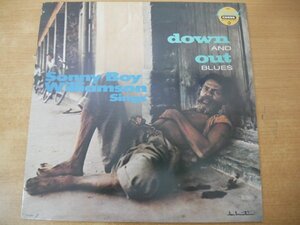 down
AND
out
BLUES
Sonny Boy
Williamson
Sings